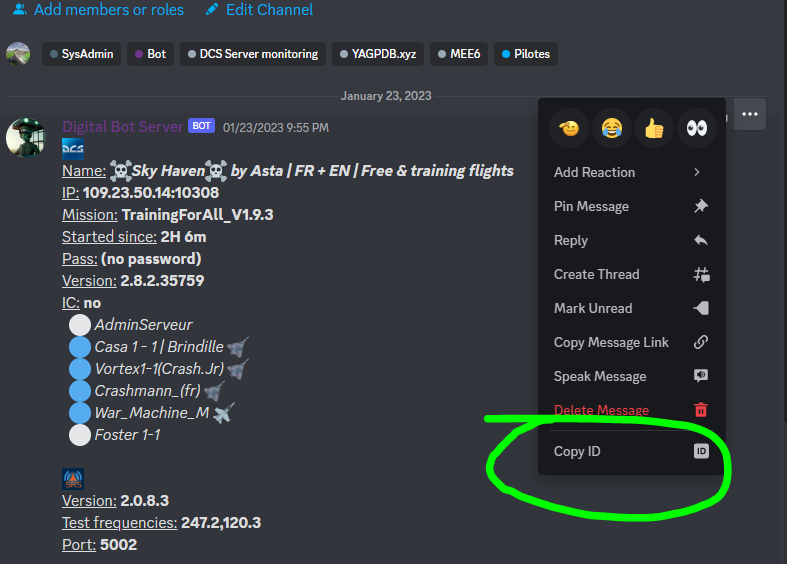 Add members or roles Edit Channel
SysAdmin Bot DCS Server monitoring YAGPDB.xyz MEE6 Pilotes
January 23, 2023
Digital Bot Server BOT 01/23/2023 9:55 PM
DCS
Name: ☠Sky Haven☠ by Asta | FR + EN | Free & training flights
IP: 109.23.50.14:10308
Mission: TrainingForAll_V1.9.3
Started since: 2H 6m
Pass: (no password)
Version: 2.8.2.35759
IC: no
AdminServeur
Casa 1 - 1 | Brindille
Vortex1-1(Crash.Jr)
Crashmann_(fr)
War_Machine_M
Foster 1-1
SRS
Version: 2.0.8.3
Test frequencies: 247.2,120.3
Port: 5002
Add Reaction
Pin Message
Reply
Create Thread
Mark Unread
Copy Message Link
Speak Message
Delete Message
Copy ID ID